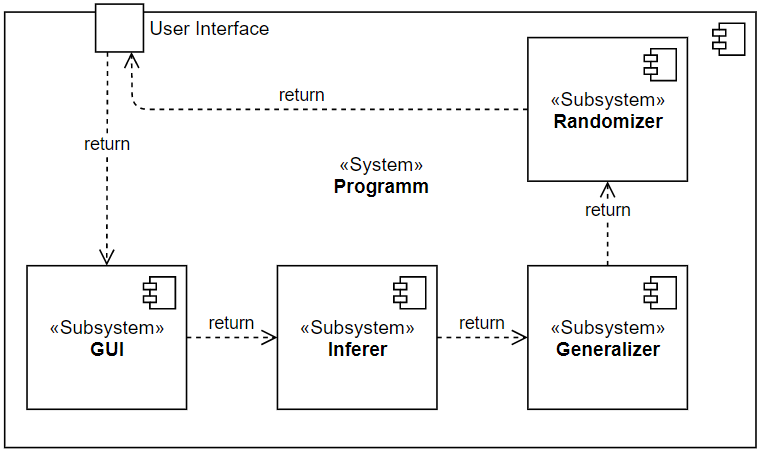 User Interface
«Subsystem»
Randomizer
return
return
«System»
Programm
return
«Subsystem»
GUI
return
«Subsystem»
Inferer
return
«Subsystem»
Generalizer